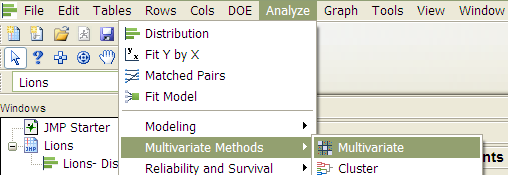 File Edit Tables Rows Cols DOE Analyze Graph Tools View Window
Distribution
Fit Y by X
Matched Pairs
Lions
Fit Model
Windows
JMP Starter
Modeling
Lions
Multivariate Methods
Multivariate
Lions- Dis
Reliability and Survival
Cluster
nts